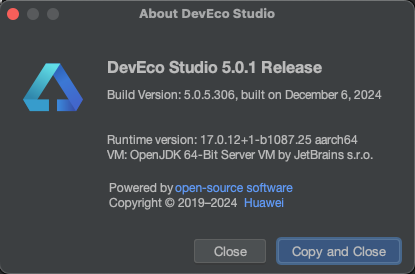 About DevEco Studio
DevEco Studio 5.0.1 Release
Build Version: 5.0.5.306, built on December 6, 2024
Runtime version: 17.0.12+1-b1087.25 aarch64
VM: OpenJDK 64-Bit Server VM by JetBrains s.r.o.
Powered by open-source software
Copyright © 2019–2024 Huawei
Close
Copy and Close